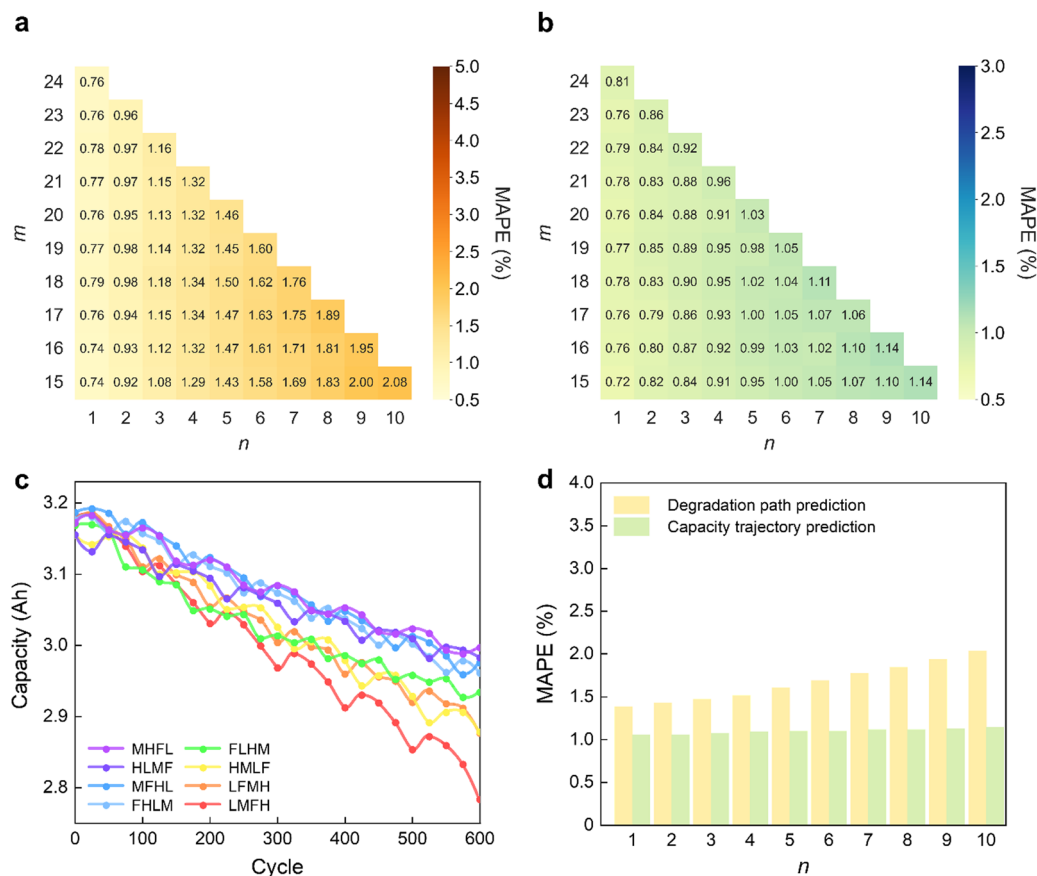 a
24 0.76
23 0.76 0.96
22 0.78 0.97 1.16
21 0.77 0.97 1.15 1.32
20 0.76 0.95 1.13 1.32 1.46
19 0.77 0.98 1.14 1.32 1.45 1.60
18 0.79 0.98 1.18 1.34 1.50 1.62 1.76
17 0.76 0.94 1.15 1.32 1.47 1.63 1.75 1.89
16 0.74 0.93 1.12 1.32 1.47 1.61 1.71 1.81 1.95
15 0.74 0.92 1.08 1.29 1.43 1.58 1.69 1.83 2.00 2.08
1 2 3 4 5 6 7 8 9 10
m
n
5.0
4.5
4.0
3.5
3.0
2.5
2.0
1.5
1.0
0.5
MAPE (%)
b
24 0.81
23 0.76 0.86
22 0.79 0.84 0.92
21 0.78 0.83 0.88 0.96
20 0.76 0.84 0.88 0.91 1.03
19 0.77 0.85 0.89 0.95 0.98 1.05
18 0.78 0.83 0.90 0.95 1.02 1.04 1.11
17 0.76 0.79 0.86 0.93 1.00 1.05 1.07 1.06
16 0.76 0.80 0.87 0.92 0.99 1.03 1.02 1.10 1.14
15 0.72 0.82 0.84 0.91 0.95 1.00 1.05 1.07 1.10 1.14
1 2 3 4 5 6 7 8 9 10
m
n
3.0
2.5
2.0
1.5
1.0
0.5
MAPE (%)
c
3.2
3.1
3.0
2.9
2.8
Capacity (Ah)
MHFL FLHM
HLMF HMLF
MFHL LFMH
FHLM LMFH
0 100 200 300 400 500 600
Cycle
d
4.0
3.5
3.0
2.5
2.0
1.5
1.0
0.5
0
MAPE (%)
Degradation path prediction
Capacity trajectory prediction
1 2 3 4 5 6 7 8 9 10
n